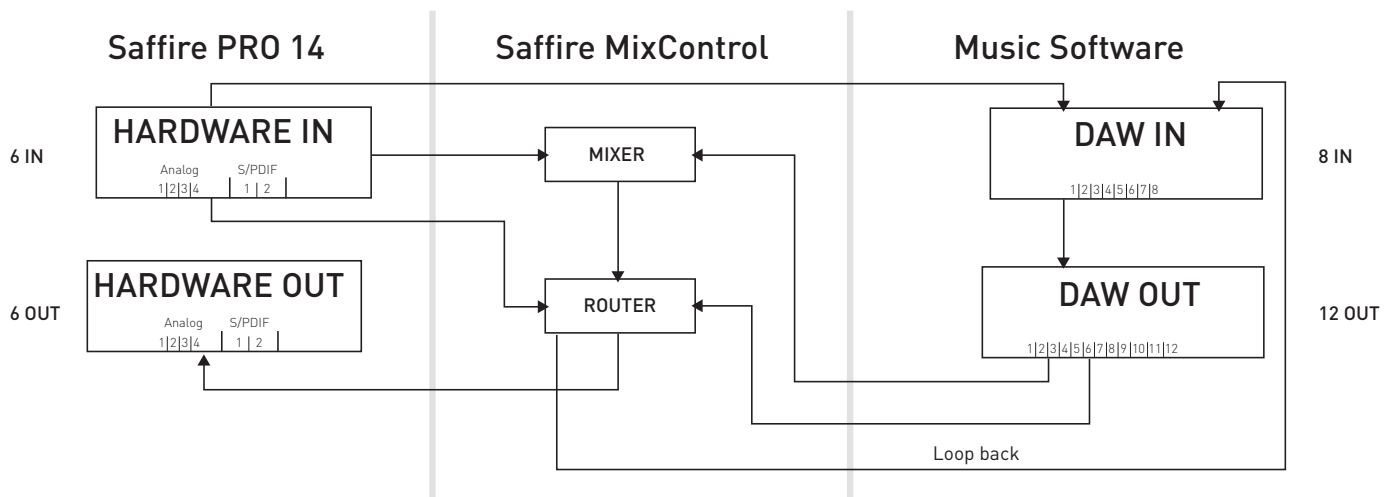 Saffire PRO 14
Saffire MixControl
Music Software
HARDWARE IN
Analog
S/PDIF
1|2|3|4
1 | 2
6 IN
MIXER
DAW IN
1|2|3|4|5|6|7|8
8 IN
HARDWARE OUT
Analog
S/PDIF
1|2|3|4
1 | 2
6 OUT
ROUTER
DAW OUT
1|2|3|4|5|6|7|8|9|10|11|12
12 OUT
Loop back